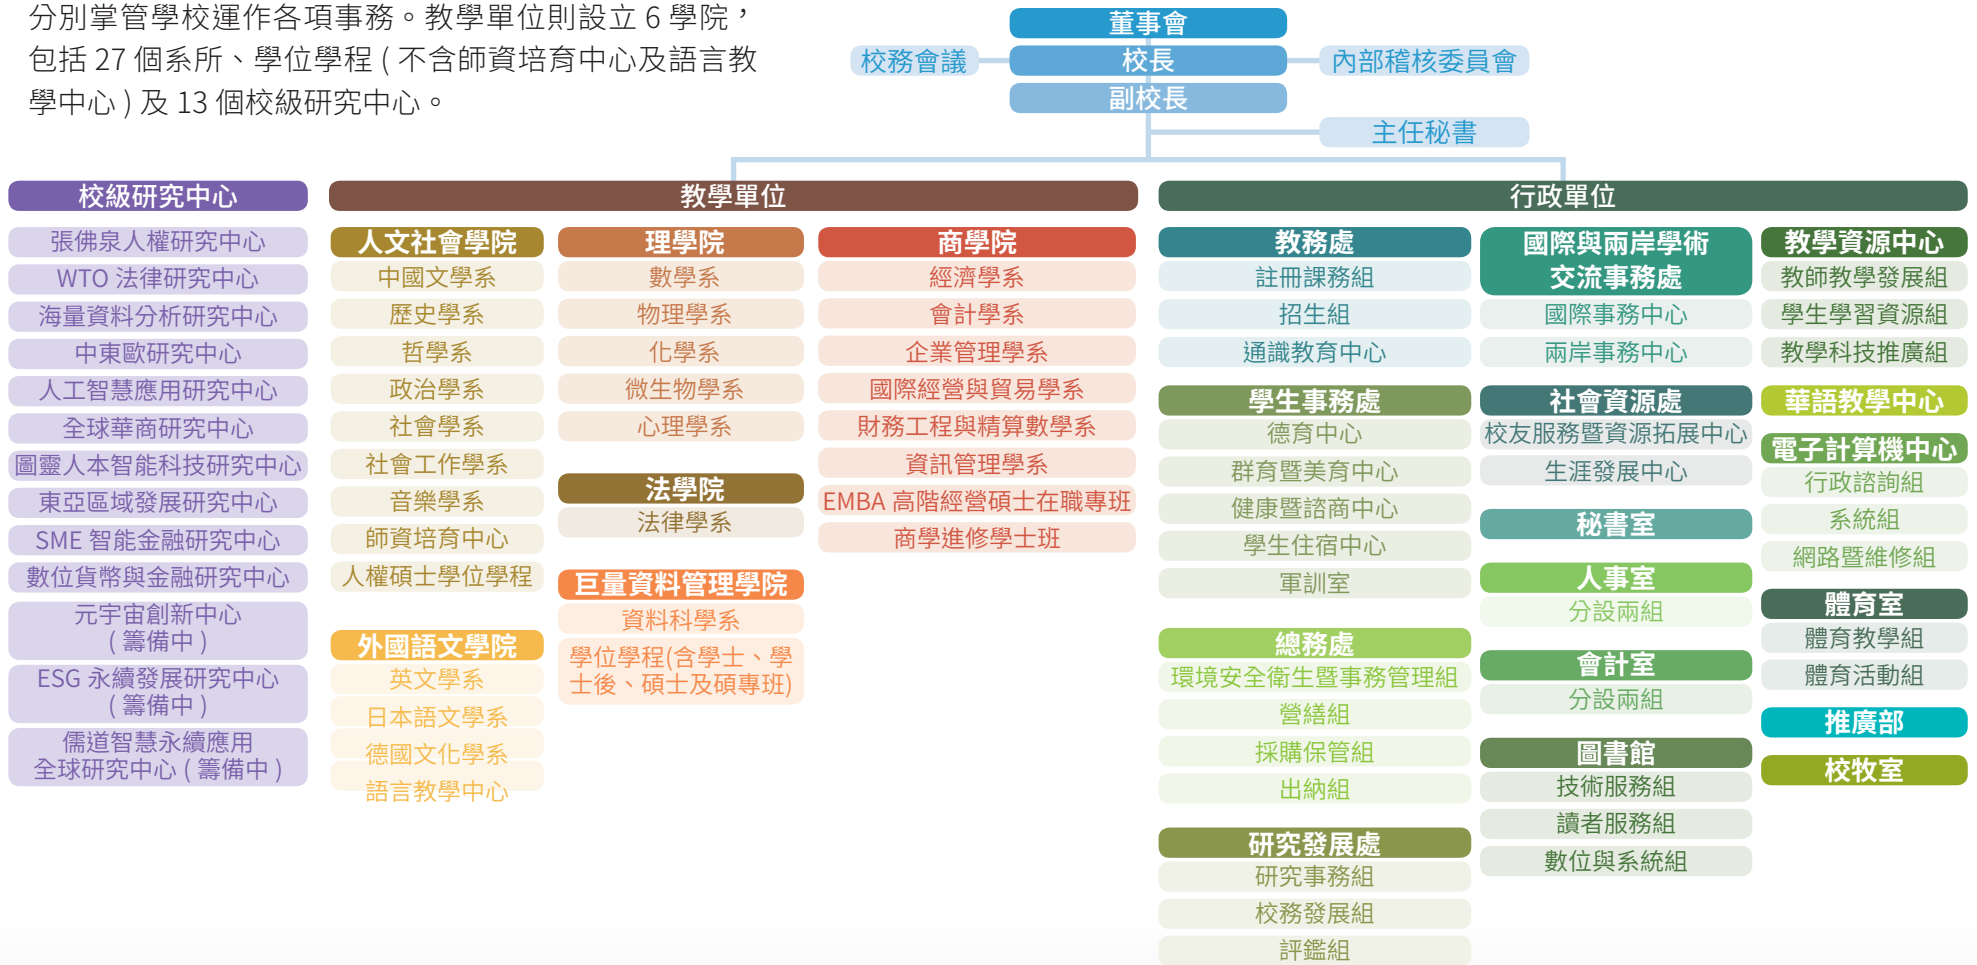 分別掌管學校運作各項事務。教學單位則設立 6 學院，
包括 27 個系所、學位學程 ( 不含師資培育中心及語言教
學中心 ) 及 13 個校級研究中心。
董事會
校務會議
校長
內部稽核委員會
副校長
主任秘書
校級研究中心
張佛泉人權研究中心
WTO 法律研究中心
海量資料分析研究中心
中東歐研究中心
人工智慧應用研究中心
全球華商研究中心
圖靈人本智能科技研究中心
東亞區域發展研究中心
SME 智能金融研究中心
數位貨幣與金融研究中心
元宇宙創新中心
( 籌備中 )
ESG 永續發展研究中心
( 籌備中 )
儒道智慧永續應用
全球研究中心 ( 籌備中 )
教學單位
人文社會學院
中國文學系
歷史學系
哲學系
政治學系
社會學系
社會工作學系
音樂學系
師資培育中心
人權碩士學位學程
外國語文學院
英文學系
日本語文學系
德國文化學系
語言教學中心
理學院
數學系
物理學系
化學系
微生物學系
心理學系
法學院
法律學系
巨量資料管理學院
資料科學系
學位學程(含學士、學
士後、碩士及碩專班)
商學院
經濟學系
會計學系
企業管理學系
國際經營與貿易學系
財務工程與精算數學系
資訊管理學系
EMBA 高階經營碩士在職專班
商學進修學士班
行政單位
教務處
註冊課務組
招生組
通識教育中心
學生事務處
德育中心
群育暨美育中心
健康暨諮商中心
學生住宿中心
軍訓室
總務處
環境安全衛生暨事務管理組
營繕組
採購保管組
出納組
研究發展處
研究事務組
校務發展組
評鑑組
國際與兩岸學術
交流事務處
國際事務中心
兩岸事務中心
社會資源處
校友服務暨資源拓展中心
生涯發展中心
秘書室
人事室
分設兩組
會計室
分設兩組
圖書館
技術服務組
讀者服務組
數位與系統組
教學資源中心
教師教學發展組
學生學習資源組
教學科技推廣組
華語教學中心
電子計算機中心
行政諮詢組
系統組
網路暨維修組
體育室
體育教學組
體育活動組
推廣部
校牧室